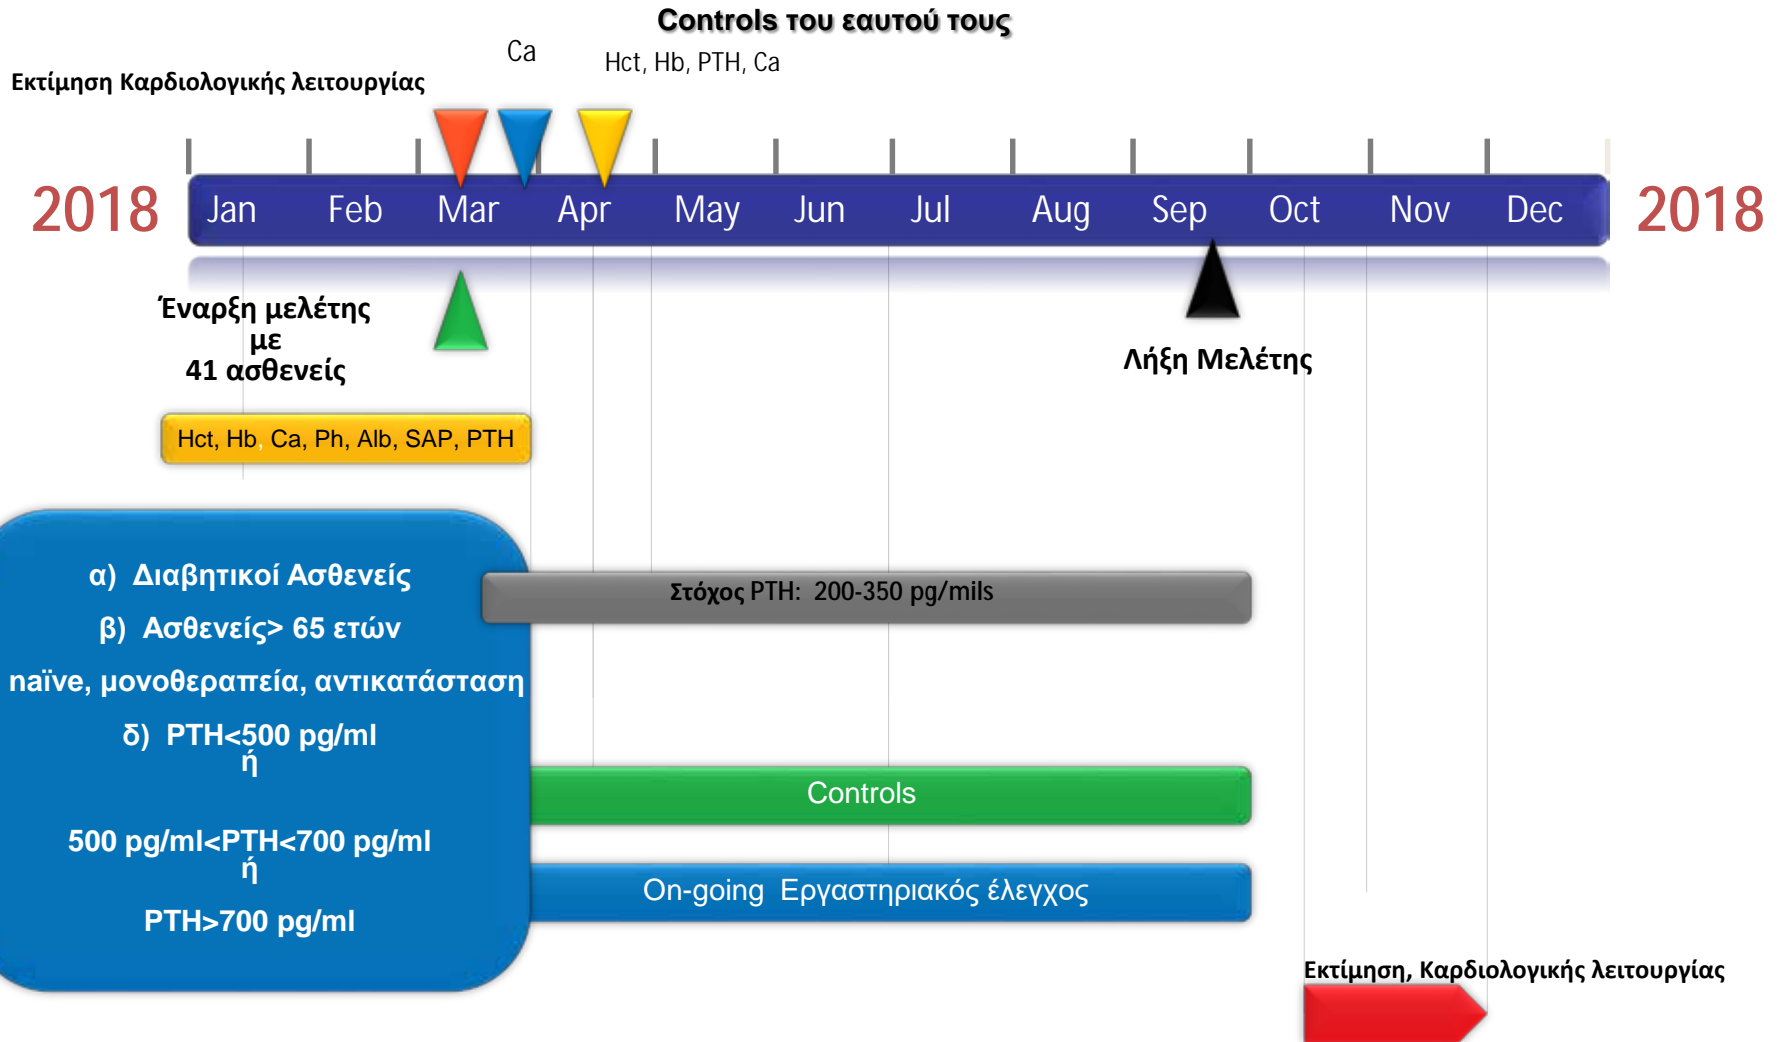 Controls του εαυτού τους
Ca
Hct, Hb, PTH, Ca
Εκτίμηση Καρδιολογικής λειτουργίας
2018 Jan Feb Mar Apr May Jun Jul Aug Sep Oct Nov Dec 2018
Έναρξη μελέτης
με
41 ασθενείς
Λήξη Μελέτης
Hct, Hb, Ca, Ph, Alb, SAP, PTH
α) Διαβητικοί Ασθενείς
Στόχος PTH: 200-350 pg/mils
β) Ασθενείς> 65 ετών
naïve, μονοθεραπεία, αντικατάσταση
δ) PTH<500 pg/ml
ή
Controls
500 pg/ml<PTH<700 pg/ml
ή
On-going Εργαστηριακός έλεγχος
PTH>700 pg/ml
Εκτίμηση, Καρδιολογικής λειτουργίας